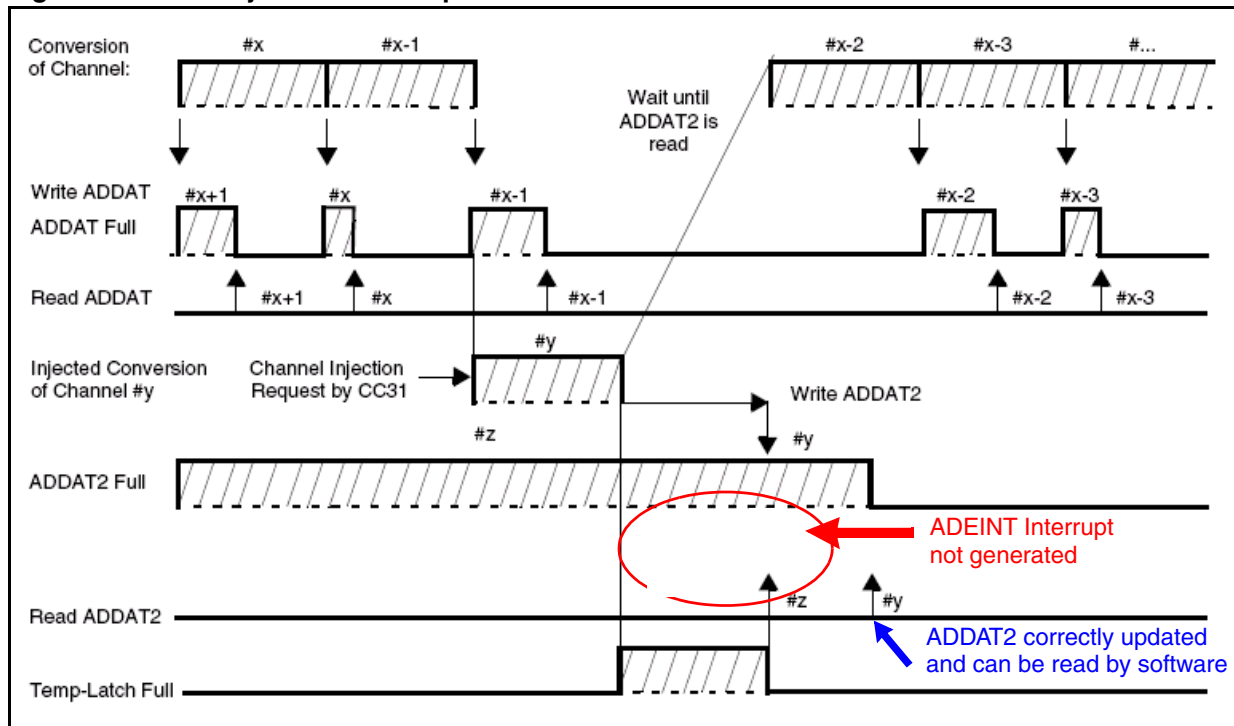 Conversion
of Channel:
#x
#x-1
#x-2
#x-3
#...
Wait until
ADDAT2 is
read
Write ADDAT
ADDAT Full
#x+1
#x
#x-1
#x-2
#x-3
Read ADDAT
#x+1
#x
#x-1
#x-2
#x-3
Injected Conversion
of Channel #y
Channel Injection
Request by CC31
#y
Write ADDAT2
#z
#y
ADDAT2 Full
ADEINT Interrupt
not generated
Read ADDAT2
#z
#y
ADDAT2 correctly updated
and can be read by software
Temp-Latch Full